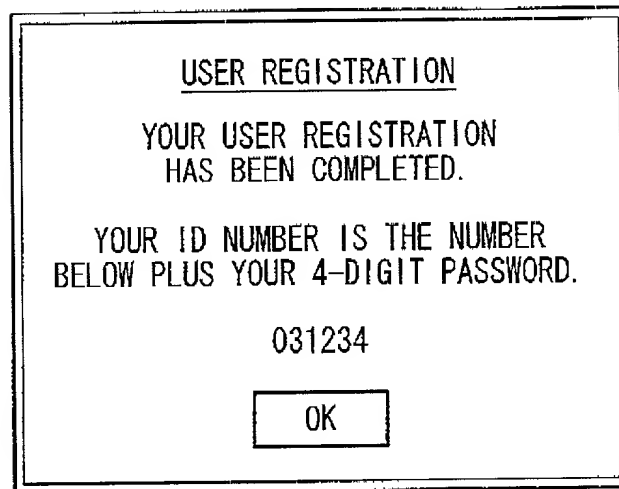 USER REGISTRATION
YOUR USER REGISTRATION
HAS BEEN COMPLETED.
YOUR ID NUMBER IS THE NUMBER
BELOW PLUS YOUR 4-DIGIT PASSWORD.
031234
OK